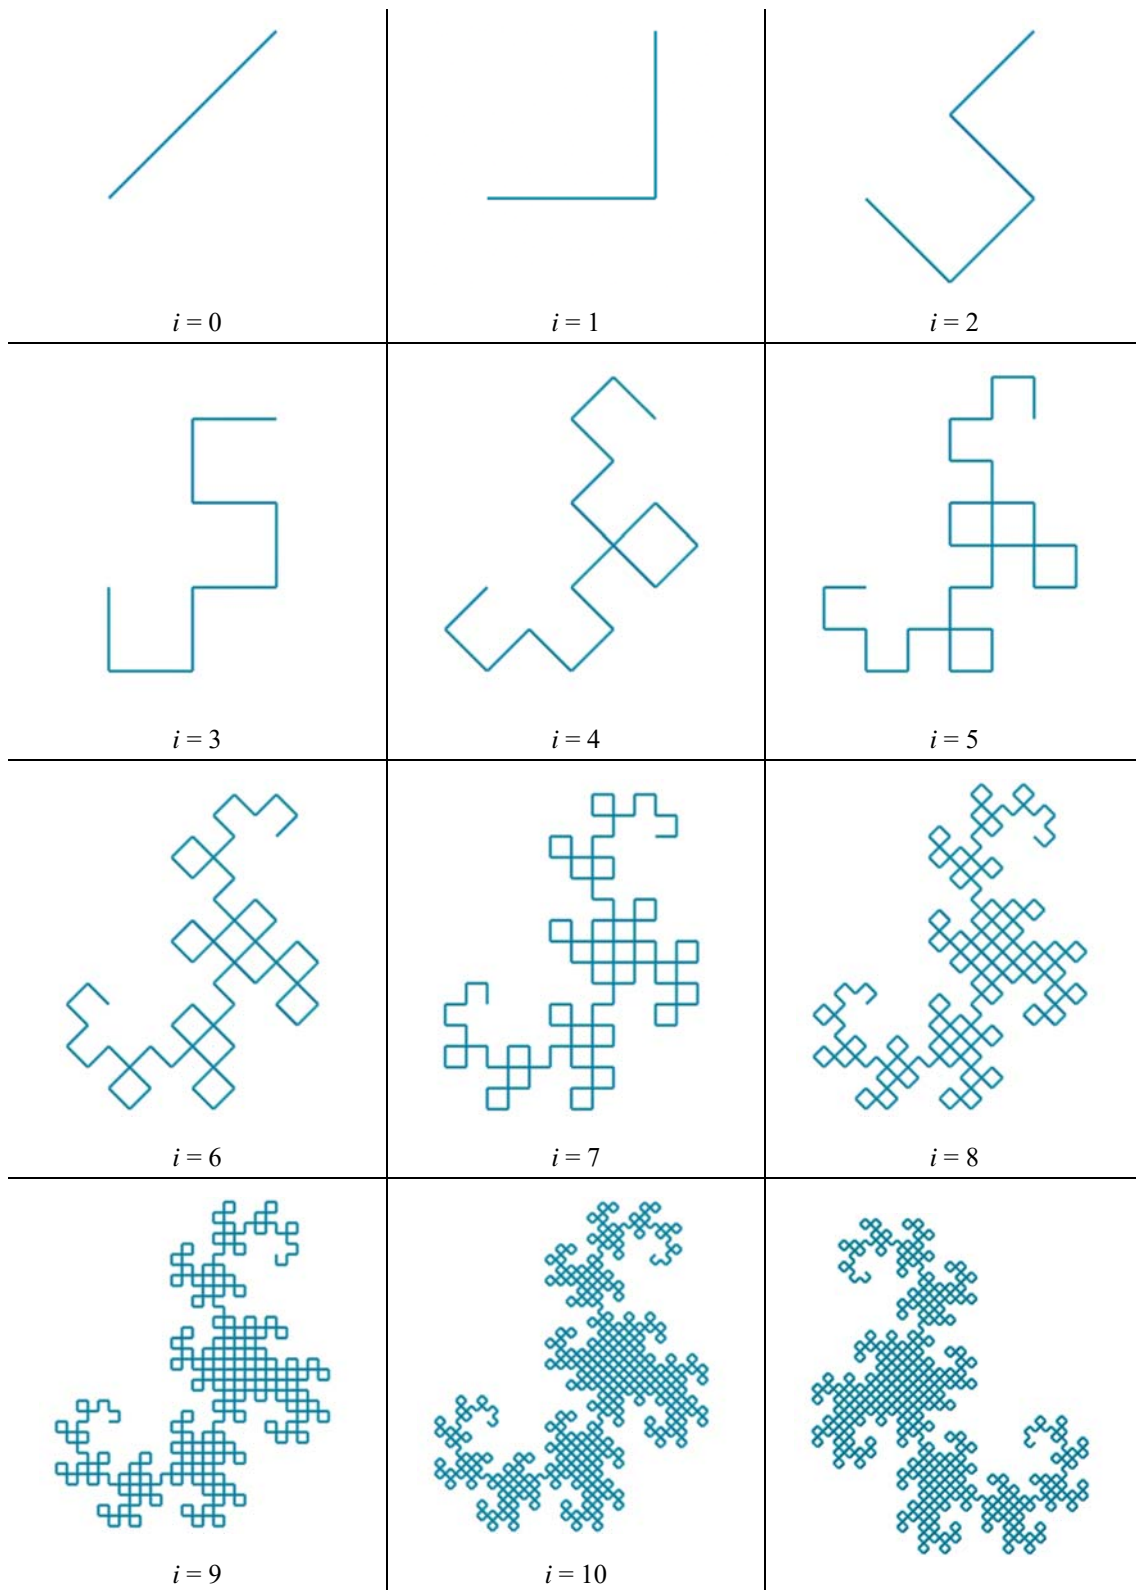 i = 0
i = 1
i = 2
i = 3
i = 4
i = 5
i = 6
i = 7
i = 8
i = 9
i = 10